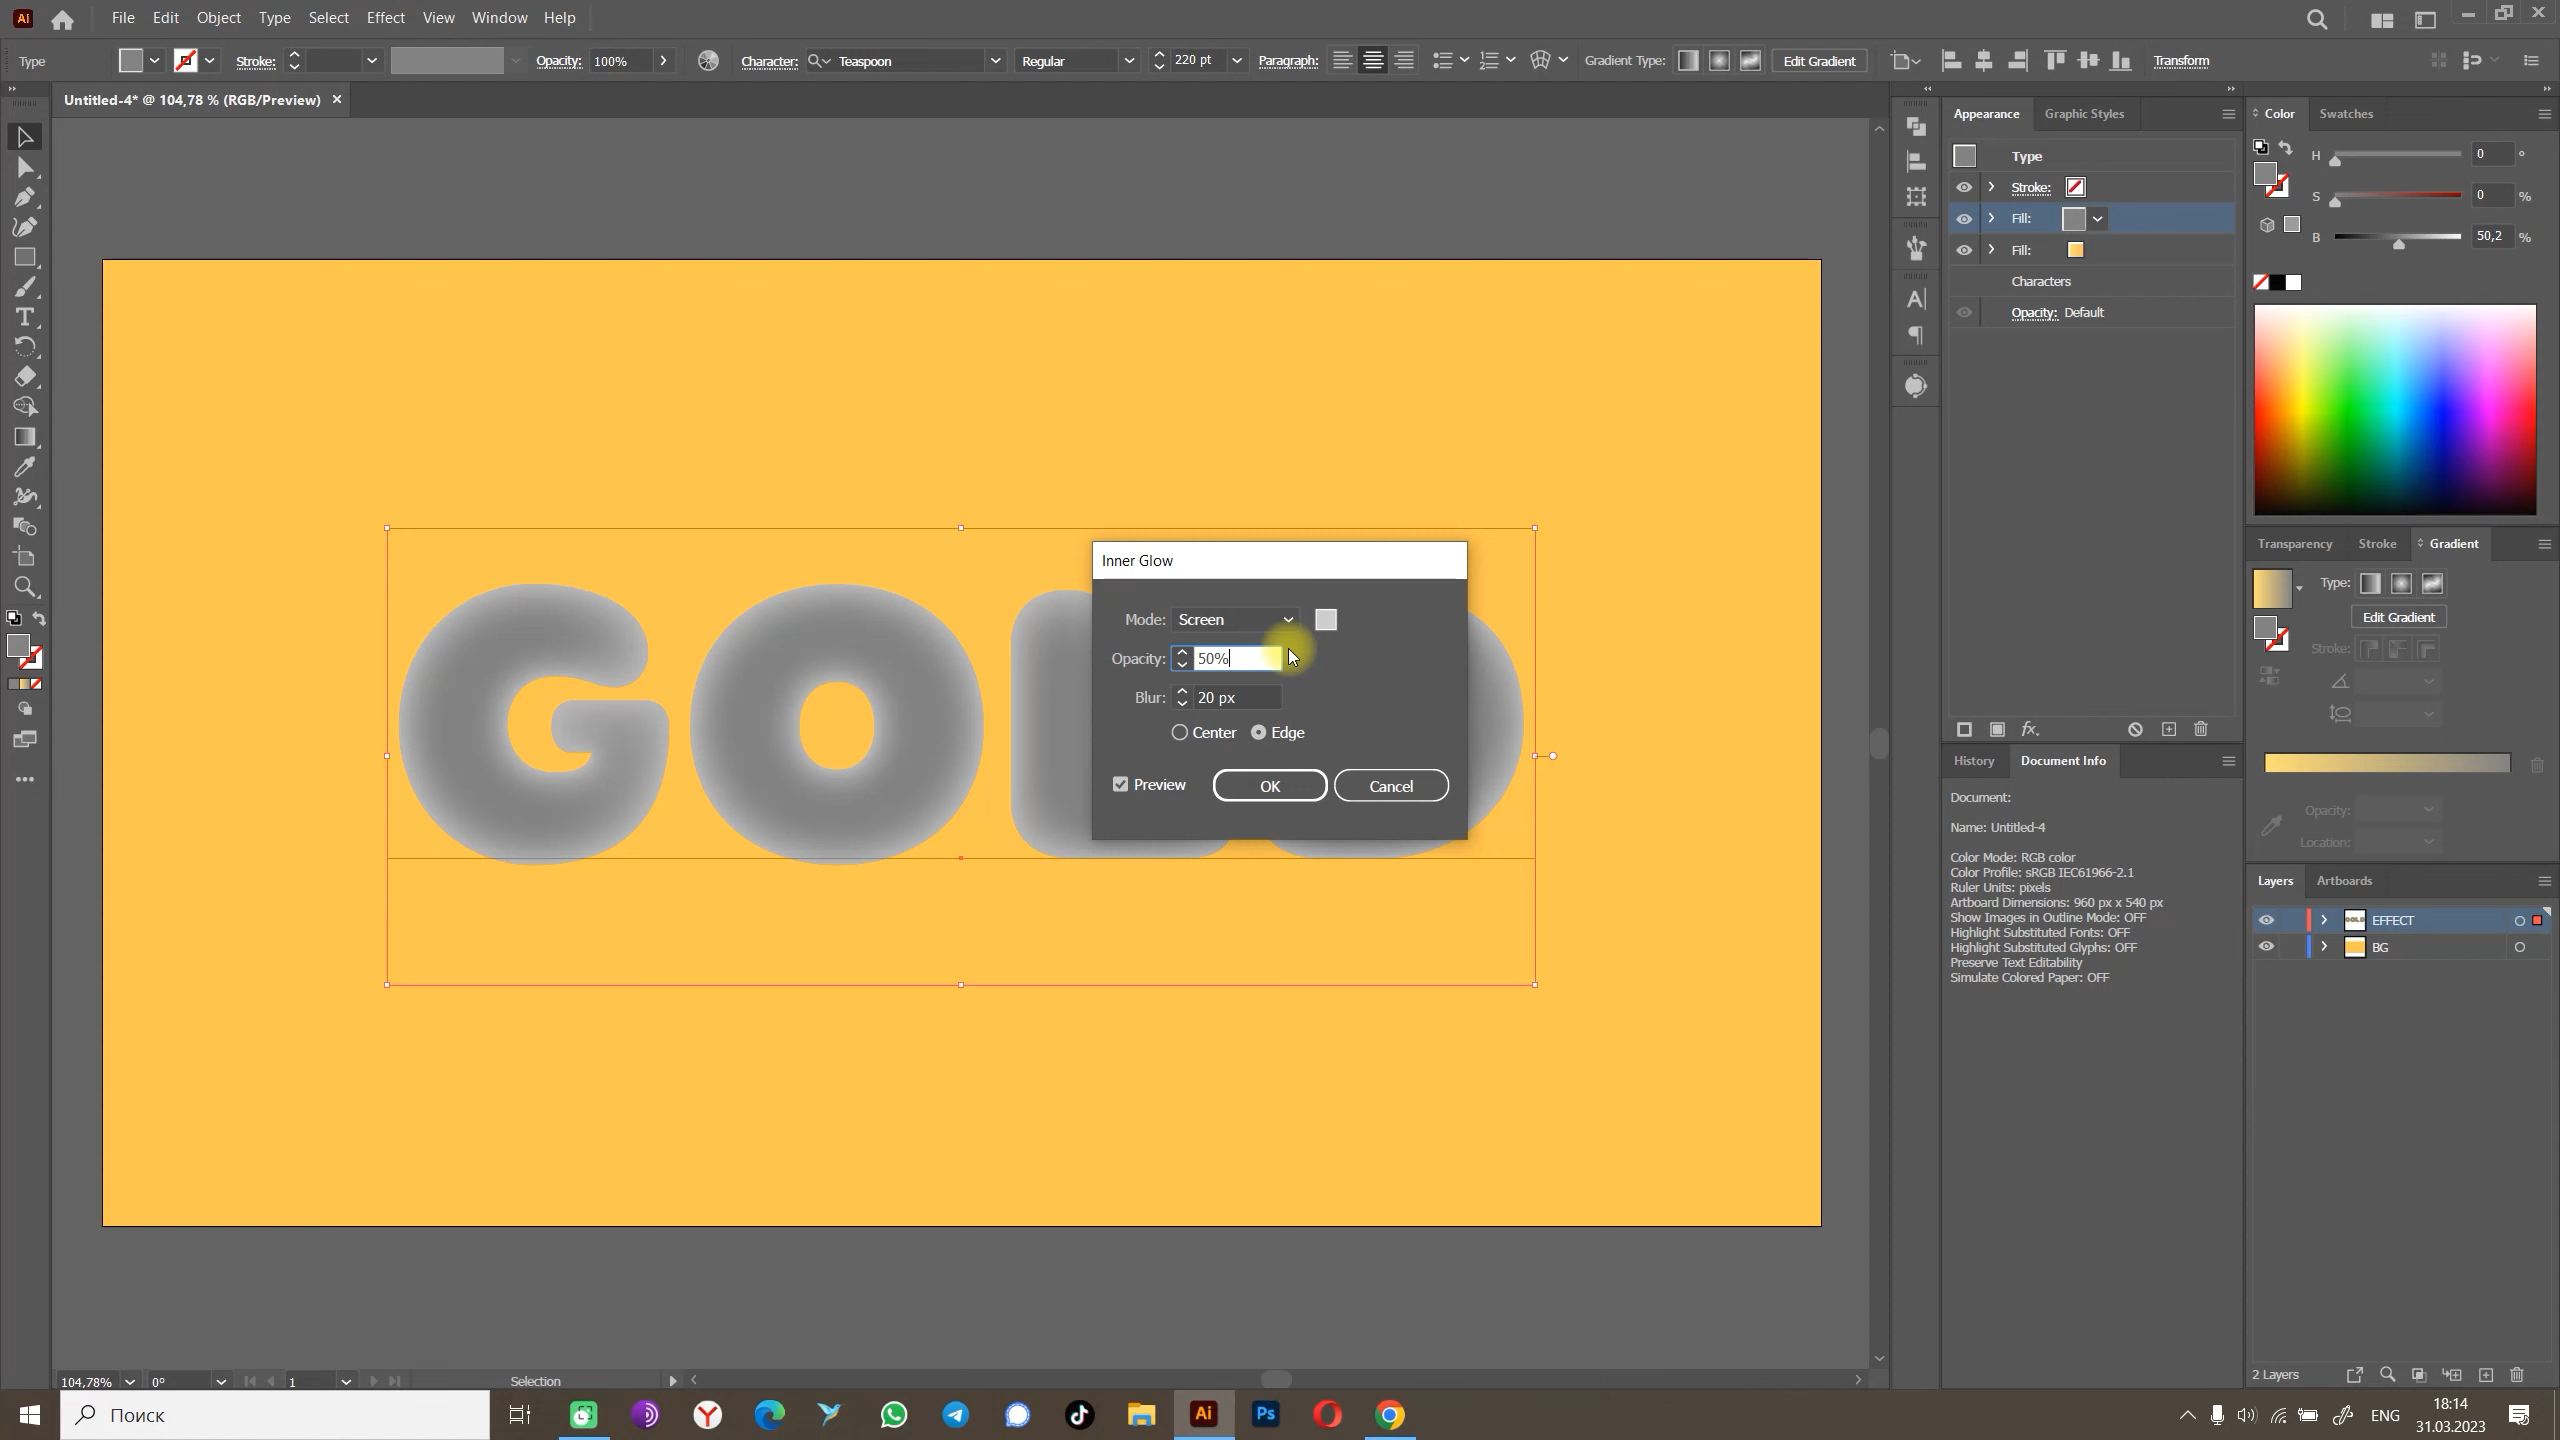 Ai File Edit Object Type Select Effect View Window Help
Type Stroke: Opacity: 100% Character: Teaspoon Regular 220 pt Paragraph: Gradient Type: Edit Gradient Transform
Untitled-4* @ 104,78 % (RGB/Preview) ×
Appearance Graphic Styles
Type
Stroke:
Fill:
Fill:
Characters
Opacity: Default
Color Swatches
H 0 °
S 0 %
B 50,2 %
Transparency Stroke Gradient
Type:
Edit Gradient
Stroke:
Opacity:
Location:
GOLD
Inner Glow
Mode: Screen
Opacity: 50%
Blur: 20 px
Center Edge
Preview OK Cancel
History Document Info
Document:
Name: Untitled-4
Color Mode: RGB color
Color Profile: sRGB IEC61966-2.1
Ruler Units: pixels
Artboard Dimensions: 960 px x 540 px
Show Images in Outline Mode: OFF
Highlight Substituted Fonts: OFF
Highlight Substituted Glyphs: OFF
Preserve Text Editability
Simulate Colored Paper: OFF
Layers Artboards
EFFECT
BG
2 Layers
104,78% 0° 1 Selection
Поиск
Ai Ps
ENG
18:14
31.03.2023